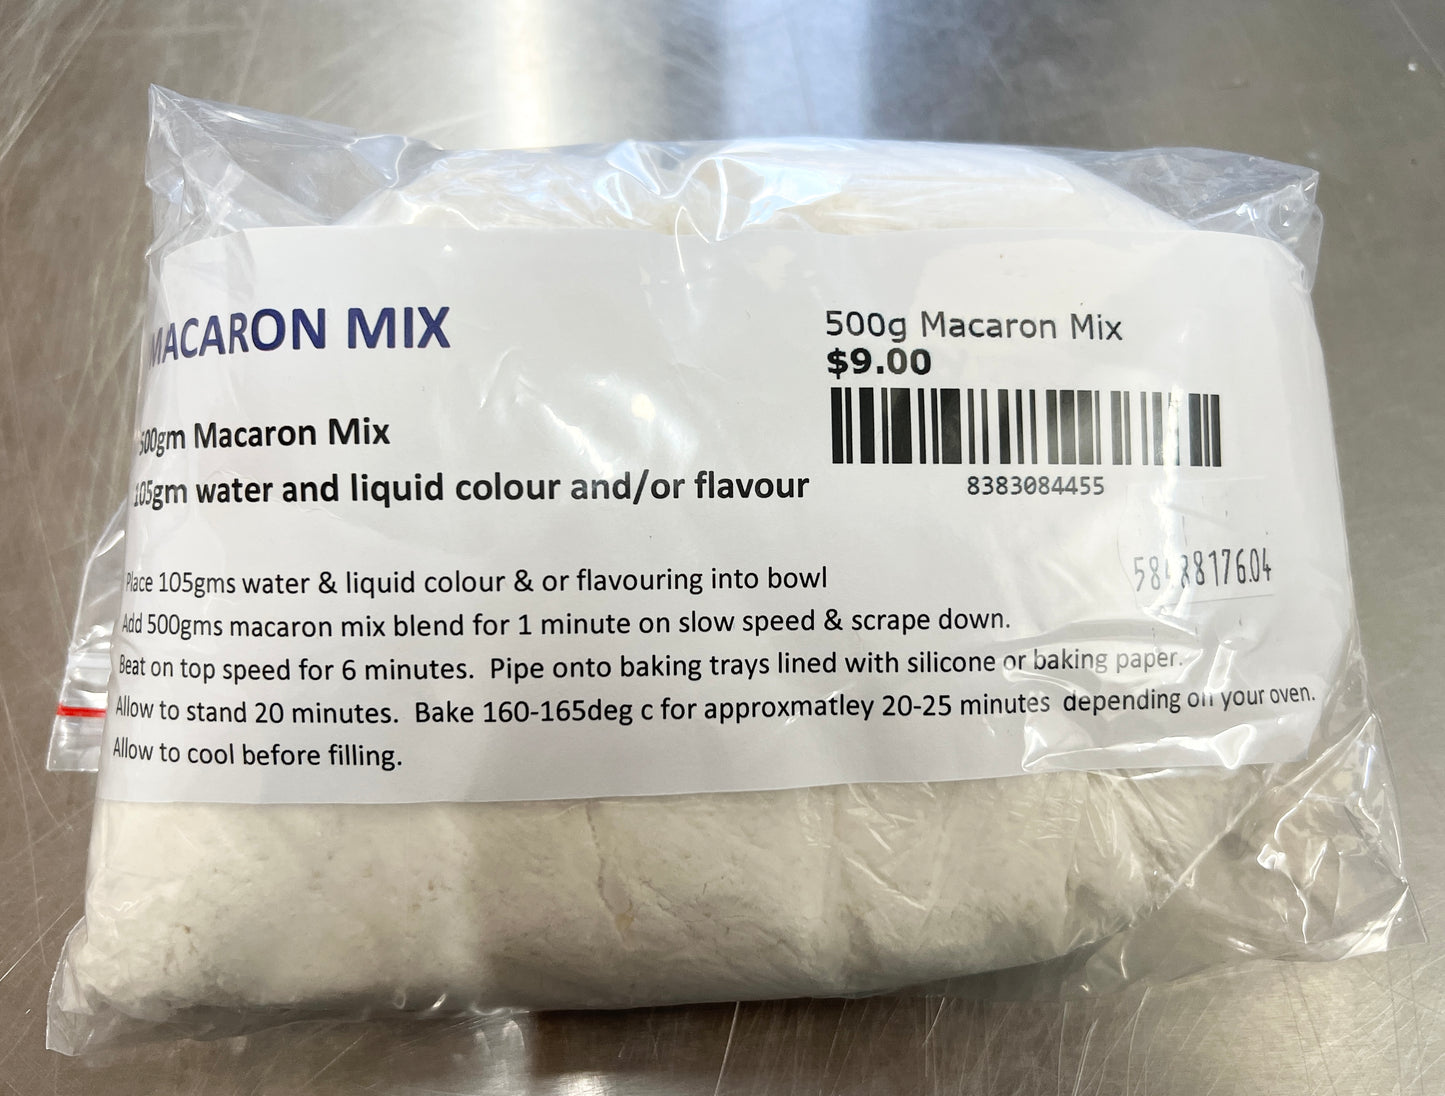 MACARON MIX
500gm Macaron Mix
105gm water and liquid colour and/or flavour
500g Macaron Mix
$9.00
8383084455
Place 105gms water & liquid colour & or flavouring into bowl
Add 500gms macaron mix blend for 1 minute on slow speed & scrape down.
Beat on top speed for 6 minutes. Pipe onto baking trays lined with silicone or baking paper.
Allow to stand 20 minutes. Bake 160-165deg c for approxmatley 20-25 minutes depending on your oven.
Allow to cool before filling.